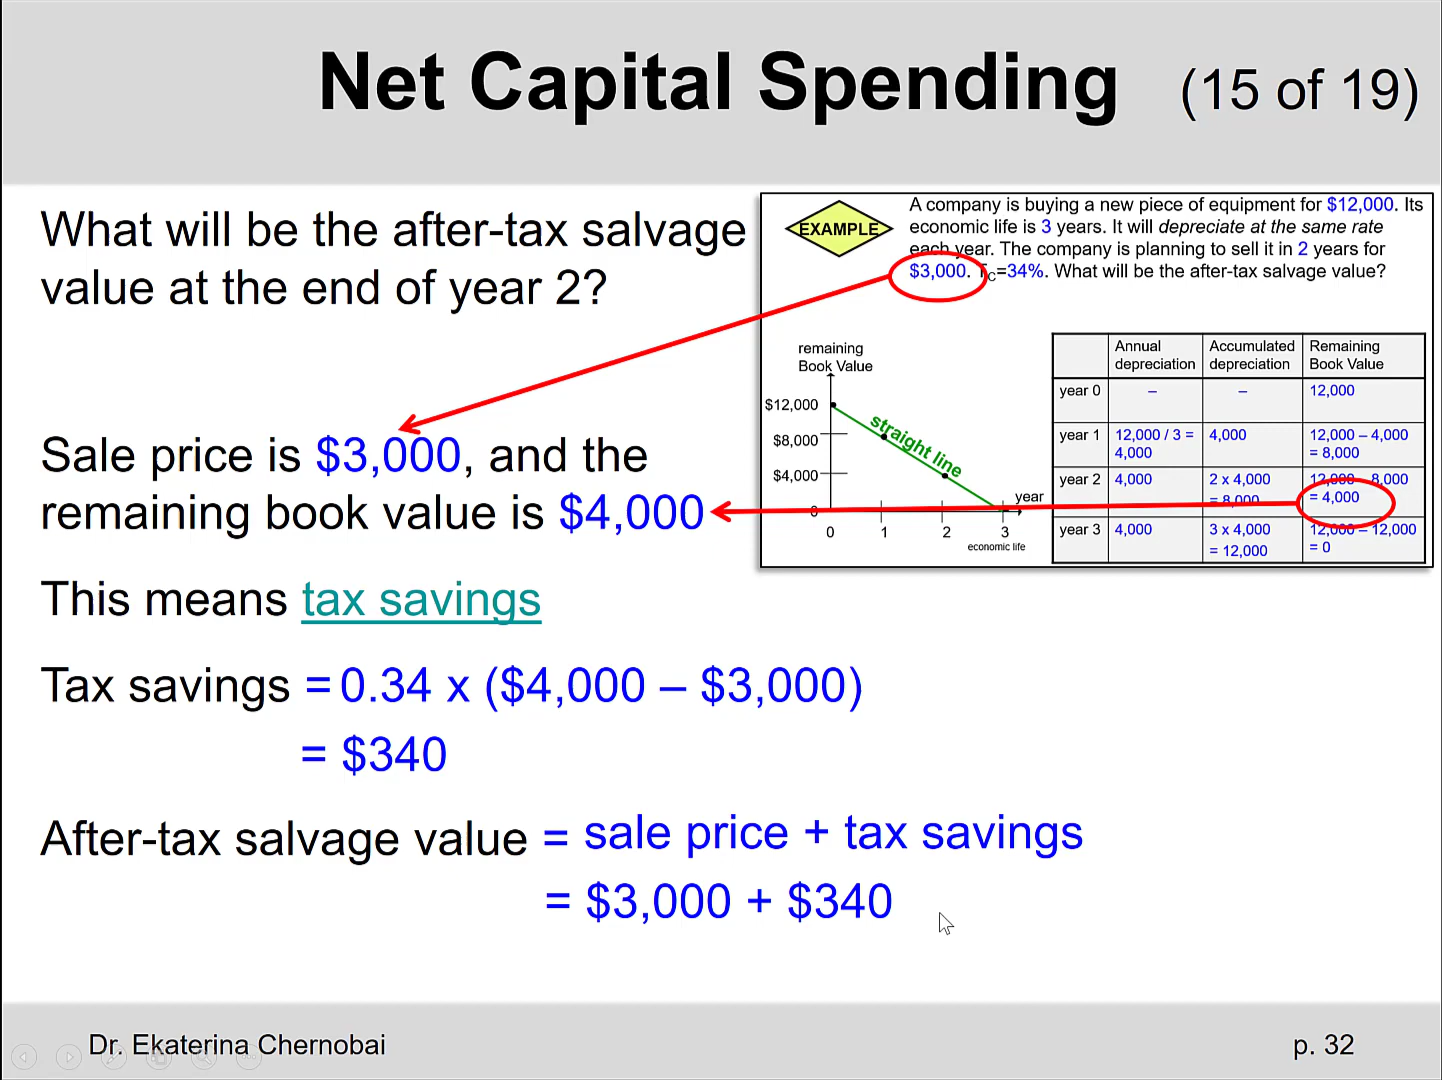 Net Capital Spending (15 of 19)
What will be the after-tax salvage
value at the end of year 2?
Sale price is $3,000, and the
remaining book value is $4,000
This means tax savings
Tax savings = 0.34 x ($4,000 – $3,000)
= $340
After-tax salvage value = sale price + tax savings
= $3,000 + $340
EXAMPLE
A company is buying a new piece of equipment for $12,000. Its
economic life is 3 years. It will depreciate at the same rate
each year. The company is planning to sell it in 2 years for
$3,000. TC=34%. What will be the after-tax salvage value?
remaining
Book Value
$12,000
$8,000
$4,000
0
straight line
year
0 1 2 3
economic life
Annual depreciation Accumulated depreciation Remaining Book Value
year 0 – – 12,000
year 1 12,000 / 3 = 4,000 4,000 12,000 – 4,000 = 8,000
year 2 4,000 2 x 4,000 = 8,000 12,000 – 8,000 = 4,000
year 3 4,000 3 x 4,000 = 12,000 12,000 – 12,000 = 0
Dr. Ekaterina Chernobai
p. 32